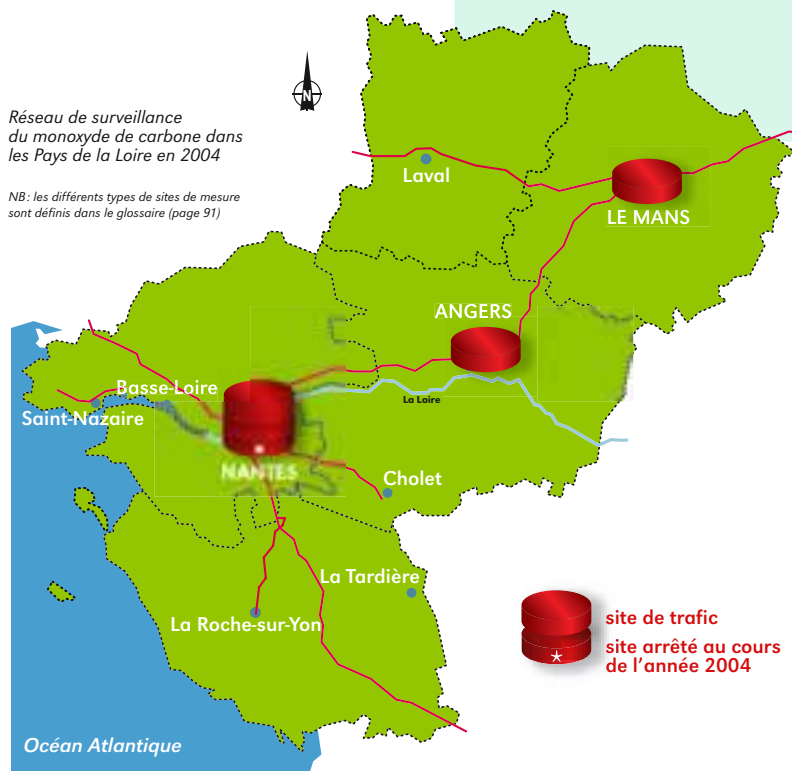 Réseau de surveillance
du monoxyde de carbone dans
les Pays de la Loire en 2004
NB: les différents types de sites de mesure
sont définis dans le glossaire (page 91)
N
Laval
LE MANS
ANGERS
Basse-Loire
Saint-Nazaire
La Loire
NANTES
Cholet
La Tardière
La Roche-sur-Yon
site de trafic
site arrêté au cours
de l'année 2004
Océan Atlantique